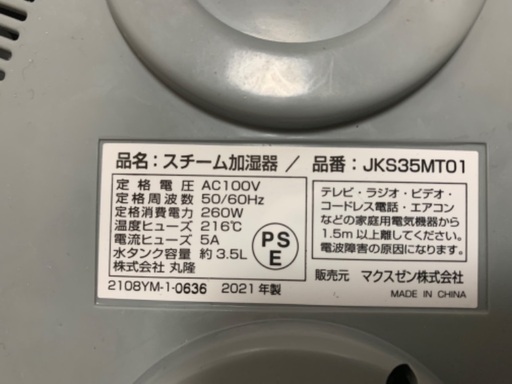 品名：スチーム加湿器 ／ 品番：JKS35MT01
定格電圧 AC100V
定格周波数 50/60Hz
定格消費電力 260W
温度ヒューズ 216℃
電流ヒューズ 5A
水タンク容量 約 3.5L
株式会社 丸隆
PS
E
テレビ・ラジオ・ビデオ・
コードレス電話・エアコン
などの家庭用電気機器から
1.5m以上離してください。
電波障害の原因になります。
2108YM-1-0636 2021年製
販売元 マクスゼン株式会社
MADE IN CHINA